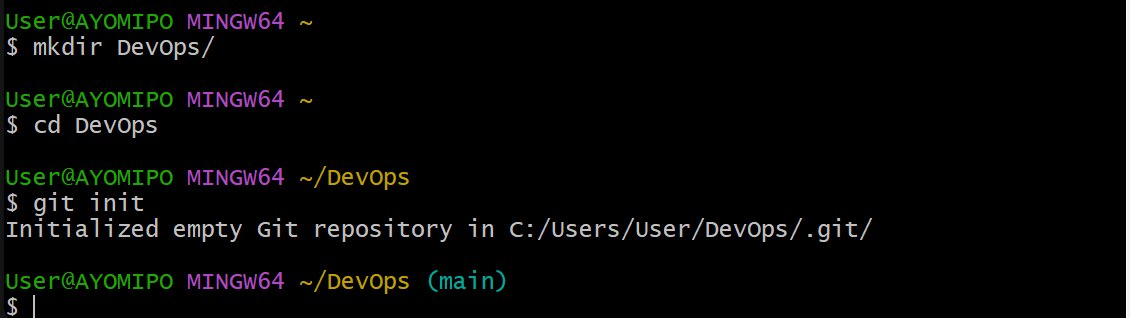 User@AYOMIPO MINGW64 ~
$ mkdir DevOps/
User@AYOMIPO MINGW64 ~
$ cd DevOps
User@AYOMIPO MINGW64 ~/DevOps
$ git init
Initialized empty Git repository in C:/Users/User/DevOps/.git/
User@AYOMIPO MINGW64 ~/DevOps (main)
$